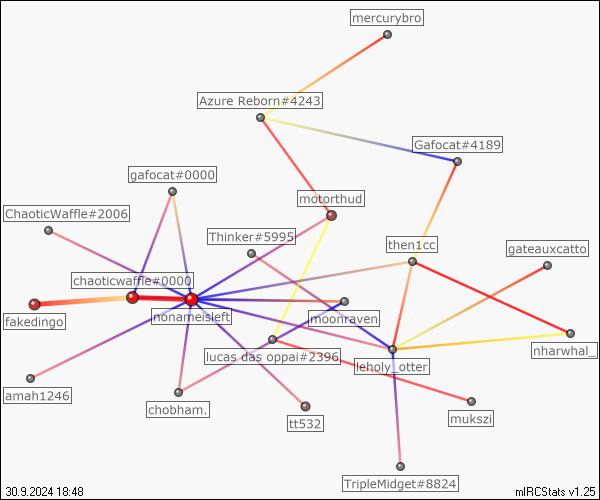 mercurybro
Azure Reborn#4243
Gafocat#4189
gafocat#0000
motorthud
ChaoticWaffle#2006
Thinker#5995
then1cc
gateauxcatto
chaoticwaffle#0000
nonameisleft
moonraven
fakedingo
lucas das oppai#2396
leholy_otter
nharwhal_
amah1246
chobham.
tt532
mukszi
TripleMidget#8824
30.9.2024 18:48
mIRCStats v1.25